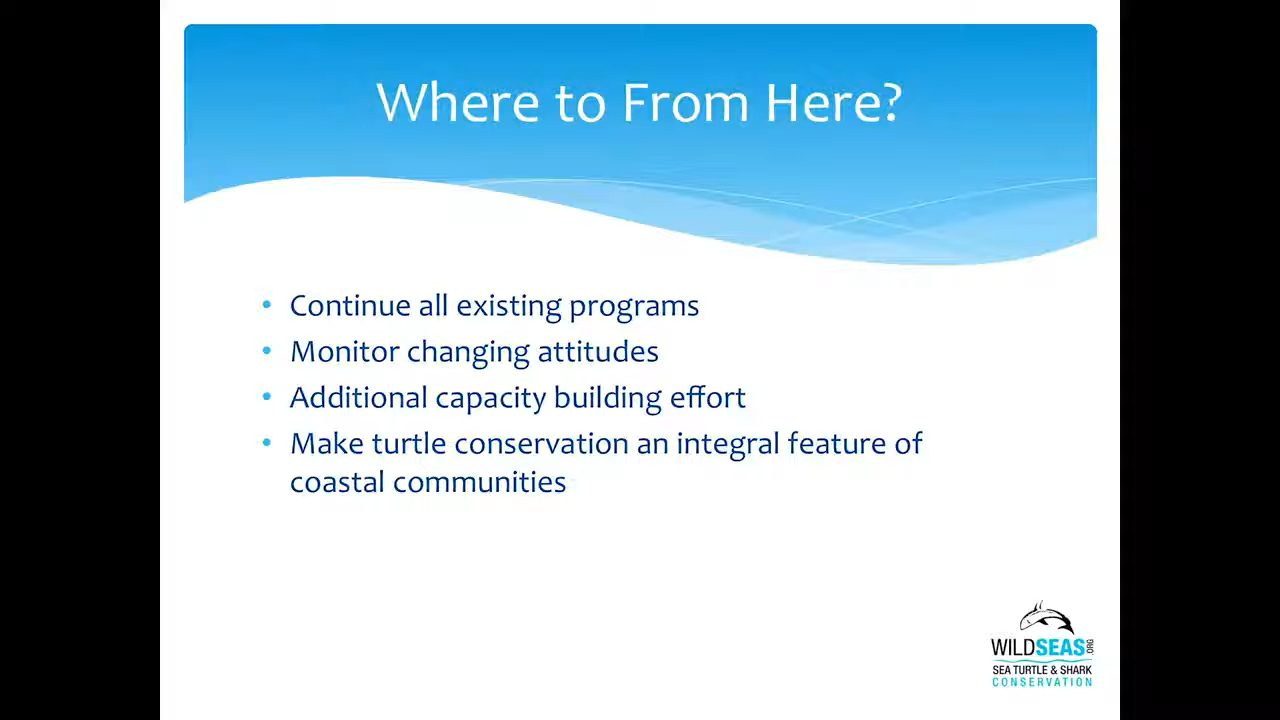 Where to From Here?
• Continue all existing programs
• Monitor changing attitudes
• Additional capacity building effort
• Make turtle conservation an integral feature of
coastal communities
WILDSEAS.ORG
SEA TURTLE & SHARK
CONSERVATION